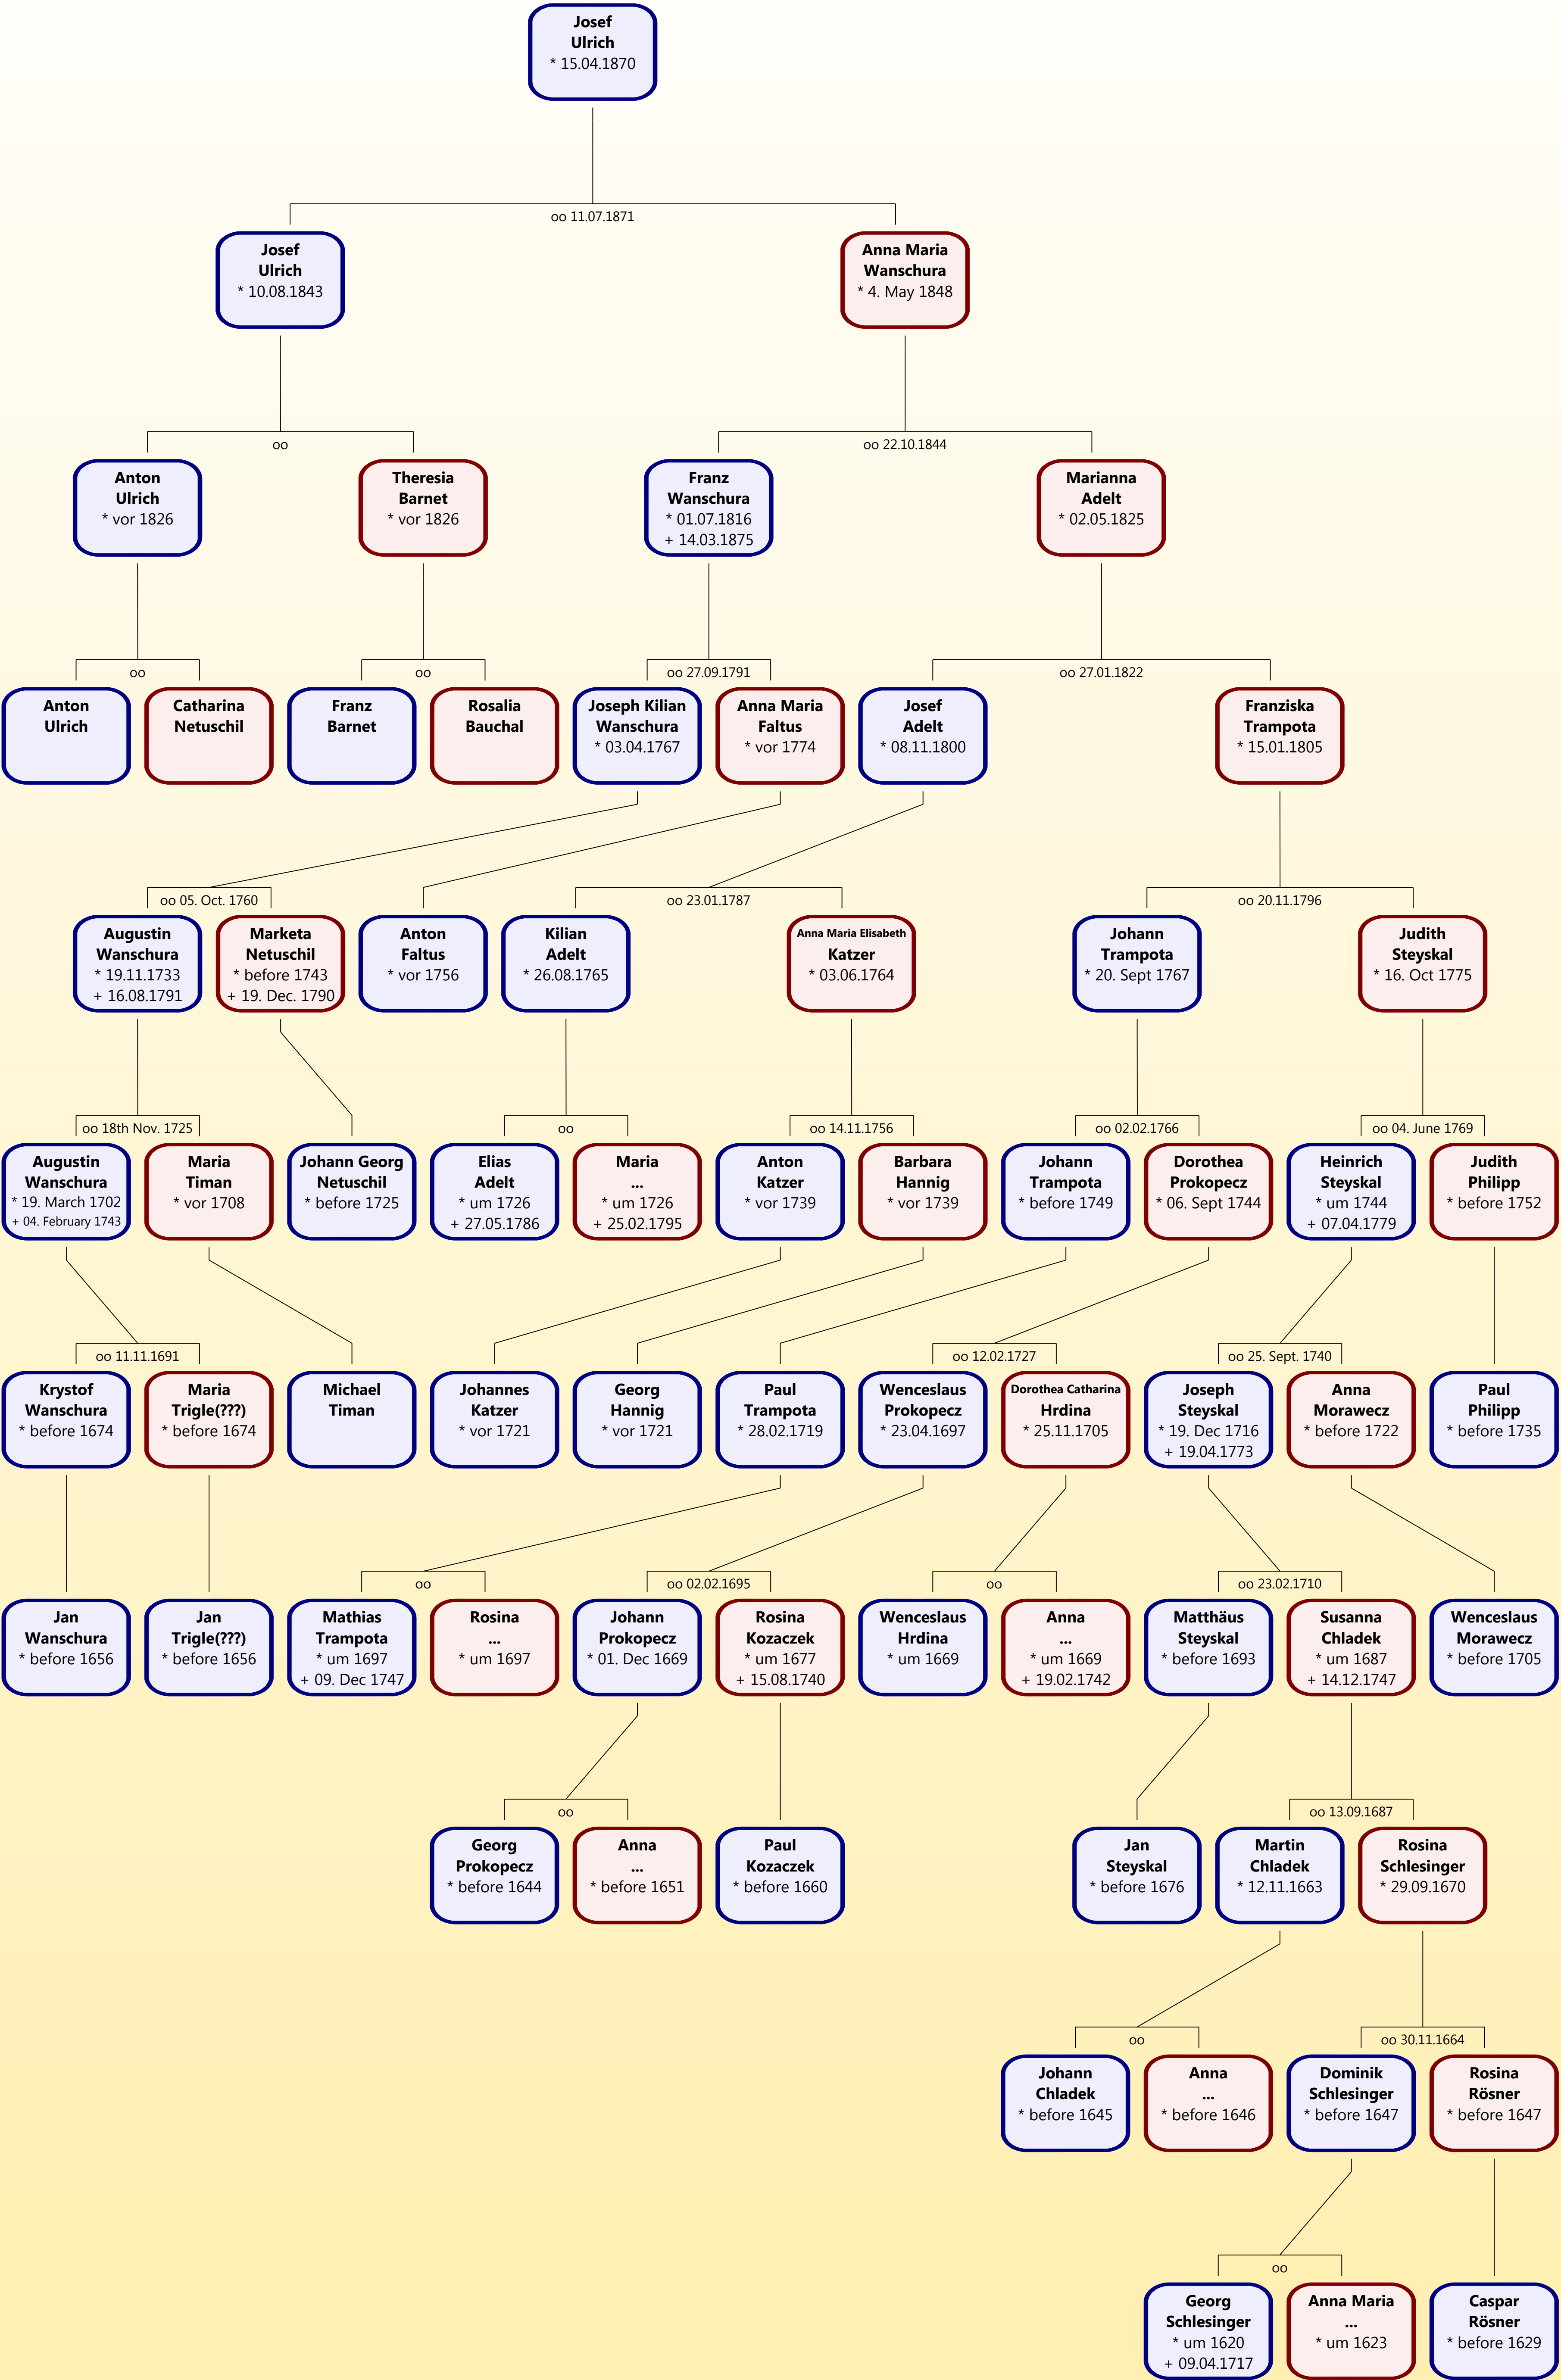 Josef
Ulrich
* 15.04.1870
oo 11.07.1871
Josef
Ulrich
* 10.08.1843
Anna Maria
Wanschura
* 4. May 1848
oo
oo 22.10.1844
Anton
Ulrich
* vor 1826
Theresia
Barnet
* vor 1826
Franz
Wanschura
* 01.07.1816
+ 14.03.1875
Marianna
Adelt
* 02.05.1825
oo
oo
oo 27.09.1791
oo 27.01.1822
Anton
Ulrich
Catharina
Netuschil
Franz
Barnet
Rosalia
Bauchal
Joseph Kilian
Wanschura
* 03.04.1767
Anna Maria
Faltus
* vor 1774
Josef
Adelt
* 08.11.1800
Franziska
Trampota
* 15.01.1805
oo 05. Oct. 1760
oo 23.01.1787
oo 20.11.1796
Augustin
Wanschura
* 19.11.1733
+ 16.08.1791
Marketa
Netuschil
* before 1743
+ 19. Dec. 1790
Anton
Faltus
* vor 1756
Kilian
Adelt
* 26.08.1765
Anna Maria Elisabeth
Katzer
* 03.06.1764
Johann
Trampota
* 20. Sept 1767
Judith
Steyskal
* 16. Oct 1775
oo 18th Nov. 1725
oo
oo 14.11.1756
oo 02.02.1766
oo 04. June 1769
Augustin
Wanschura
* 19. March 1702
+ 04. February 1743
Maria
Timan
* vor 1708
Johann Georg
Netuschil
* before 1725
Elias
Adelt
* um 1726
+ 27.05.1786
Maria
...
* um 1726
+ 25.02.1795
Anton
Katzer
* vor 1739
Barbara
Hannig
* vor 1739
Johann
Trampota
* before 1749
Dorothea
Prokopecz
* 06. Sept 1744
Heinrich
Steyskal
* um 1744
+ 07.04.1779
Judith
Philipp
* before 1752
oo 11.11.1691
oo 12.02.1727
oo 25. Sept. 1740
Krystof
Wanschura
* before 1674
Maria
Trigle(???)
* before 1674
Michael
Timan
Johannes
Katzer
* vor 1721
Georg
Hannig
* vor 1721
Paul
Trampota
* 28.02.1719
Wenceslaus
Prokopecz
* 23.04.1697
Dorothea Catharina
Hrdina
* 25.11.1705
Joseph
Steyskal
* 19. Dec 1716
+ 19.04.1773
Anna
Morawecz
* before 1722
Paul
Philipp
* before 1735
oo
oo 02.02.1695
oo
oo 23.02.1710
Jan
Wanschura
* before 1656
Jan
Trigle(???)
* before 1656
Mathias
Trampota
* um 1697
+ 09. Dec 1747
Rosina
...
* um 1697
Johann
Prokopecz
* 01. Dec 1669
Rosina
Kozaczek
* um 1677
+ 15.08.1740
Wenceslaus
Hrdina
* um 1669
Anna
...
* um 1669
+ 19.02.1742
Matthäus
Steyskal
* before 1693
Susanna
Chladek
* um 1687
+ 14.12.1747
Wenceslaus
Morawecz
* before 1705
oo
oo 13.09.1687
Georg
Prokopecz
* before 1644
Anna
...
* before 1651
Paul
Kozaczek
* before 1660
Jan
Steyskal
* before 1676
Martin
Chladek
* 12.11.1663
Rosina
Schlesinger
* 29.09.1670
oo
oo 30.11.1664
Johann
Chladek
* before 1645
Anna
...
* before 1646
Dominik
Schlesinger
* before 1647
Rosina
Rösner
* before 1647
oo
Georg
Schlesinger
* um 1620
+ 09.04.1717
Anna Maria
...
* um 1623
Caspar
Rösner
* before 1629